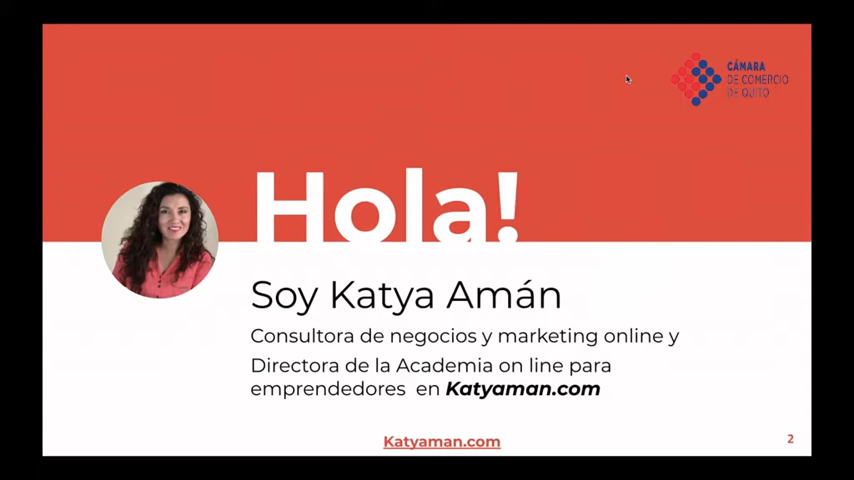 CÁMARA
DE COMERCIO
DE QUITO
Hola!
Soy Katya Amán
Consultora de negocios y marketing online y
Directora de la Academia on line para
emprendedores en Katyaman.com
Katyaman.com
2